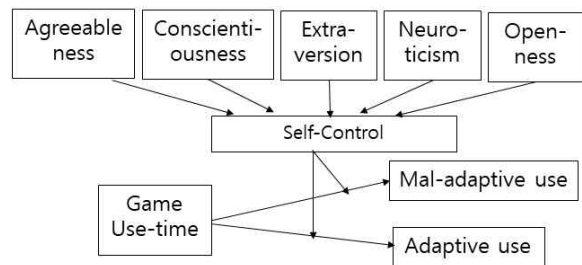 Agreeable
ness
Conscienti-
ousness
Extra-
version
Neuro-
ticism
Open-
ness
Self-Control
Mal-adaptive use
Game
Use-time
Adaptive use